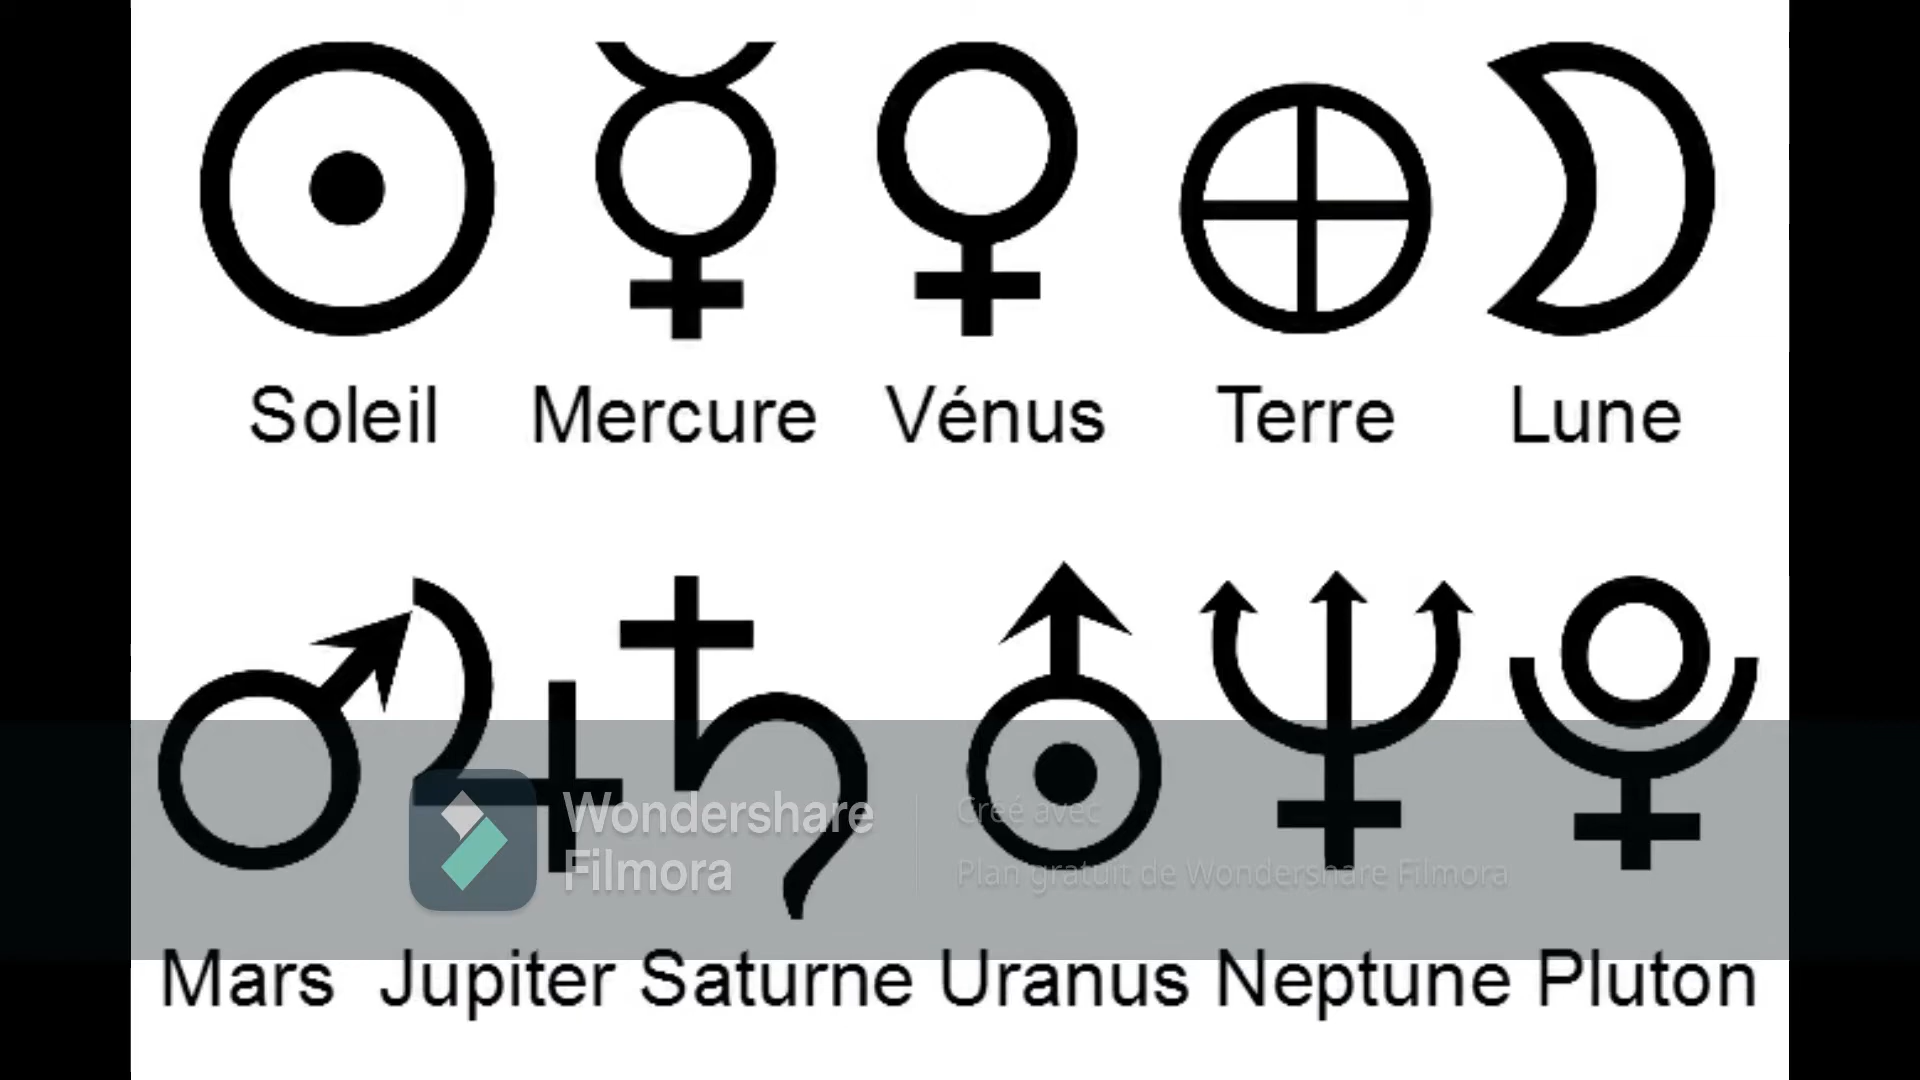 Soleil Mercure Vénus Terre Lune
Wondershare
Filmora
Créé avec
Plan gratuit de Wondershare Filmora
Mars Jupiter Saturne Uranus Neptune Pluton